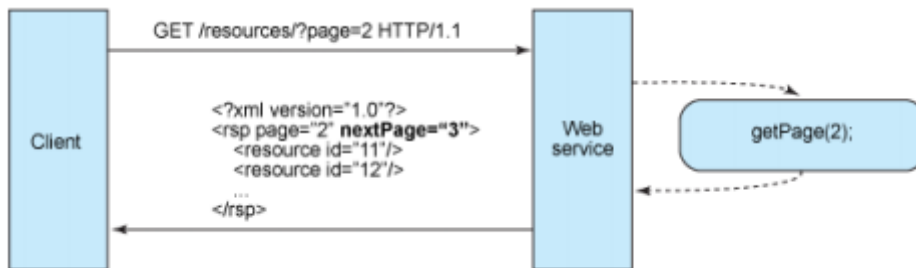 GET /resources/?page=2 HTTP/1.1
Client
<?xml version="1.0"?>
<rsp page="2" nextPage="3">
<resource id="11"/>
<resource id="12"/>
...
</rsp>
Web
service
getPage(2);